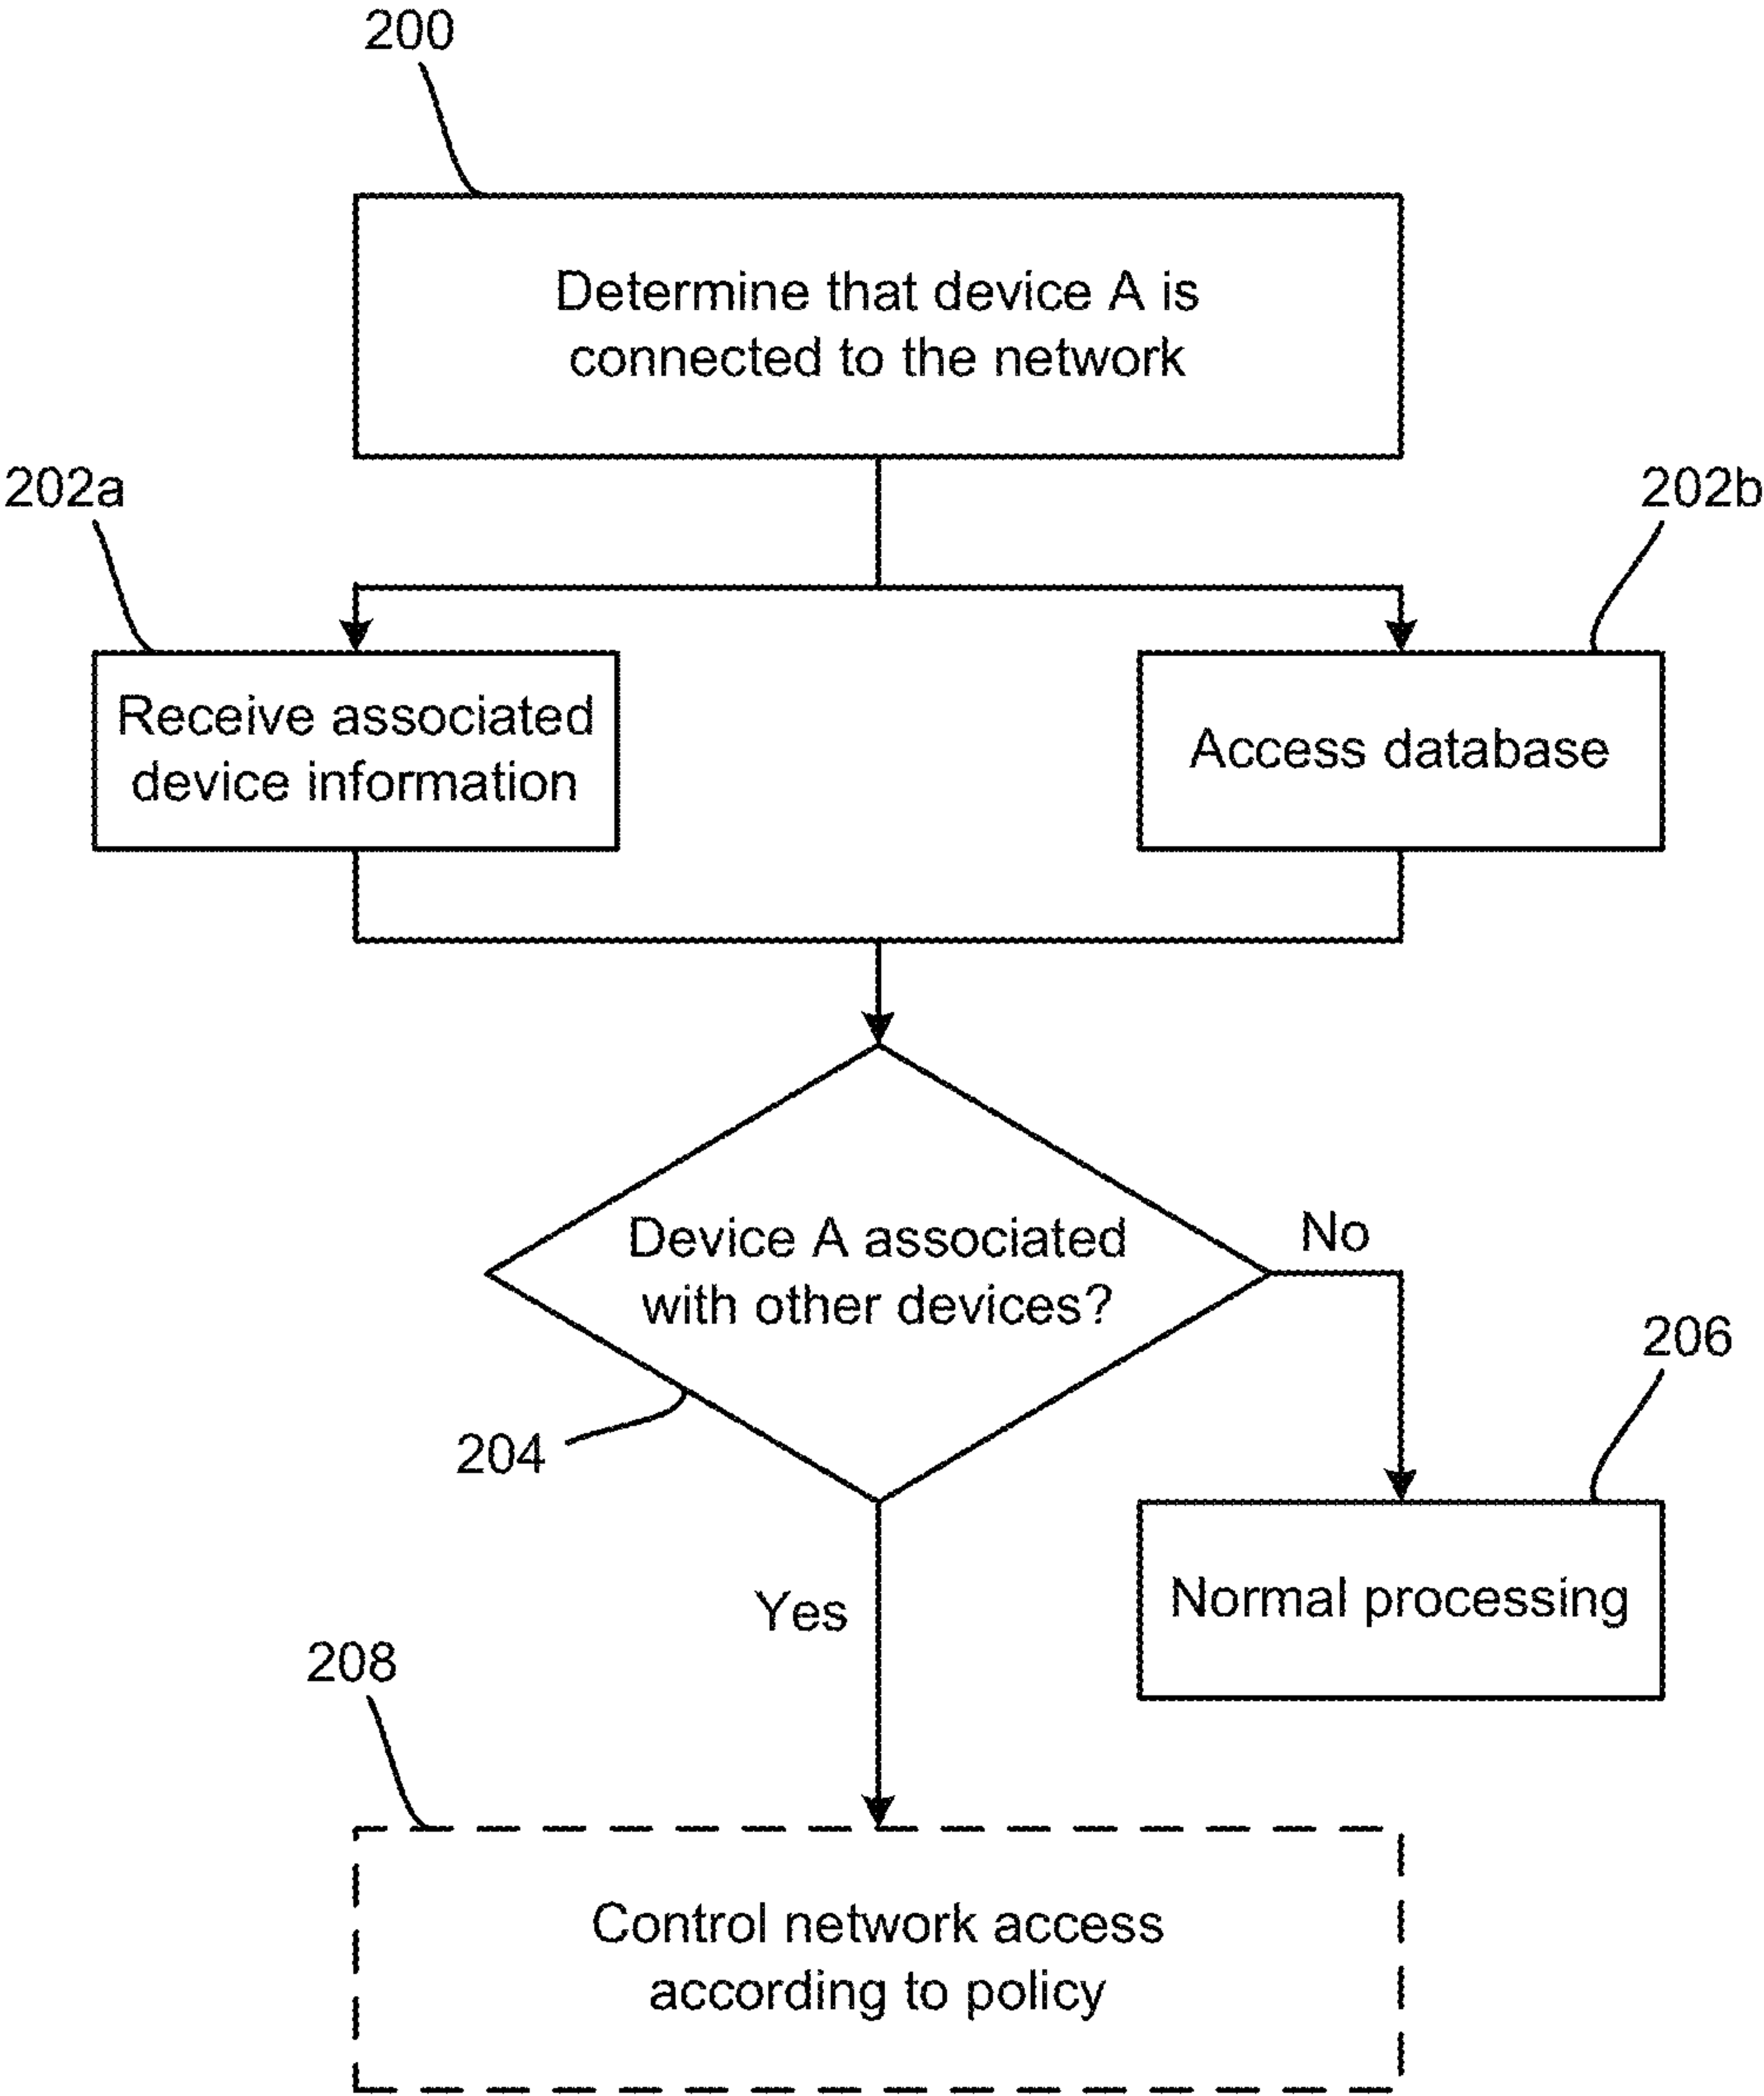 200
Determine that device A is
connected to the network
202a
202b
Receive associated
device information
Access database
Device A associated
with other devices?
No
204
206
Yes
Normal processing
208
Control network access
according to policy